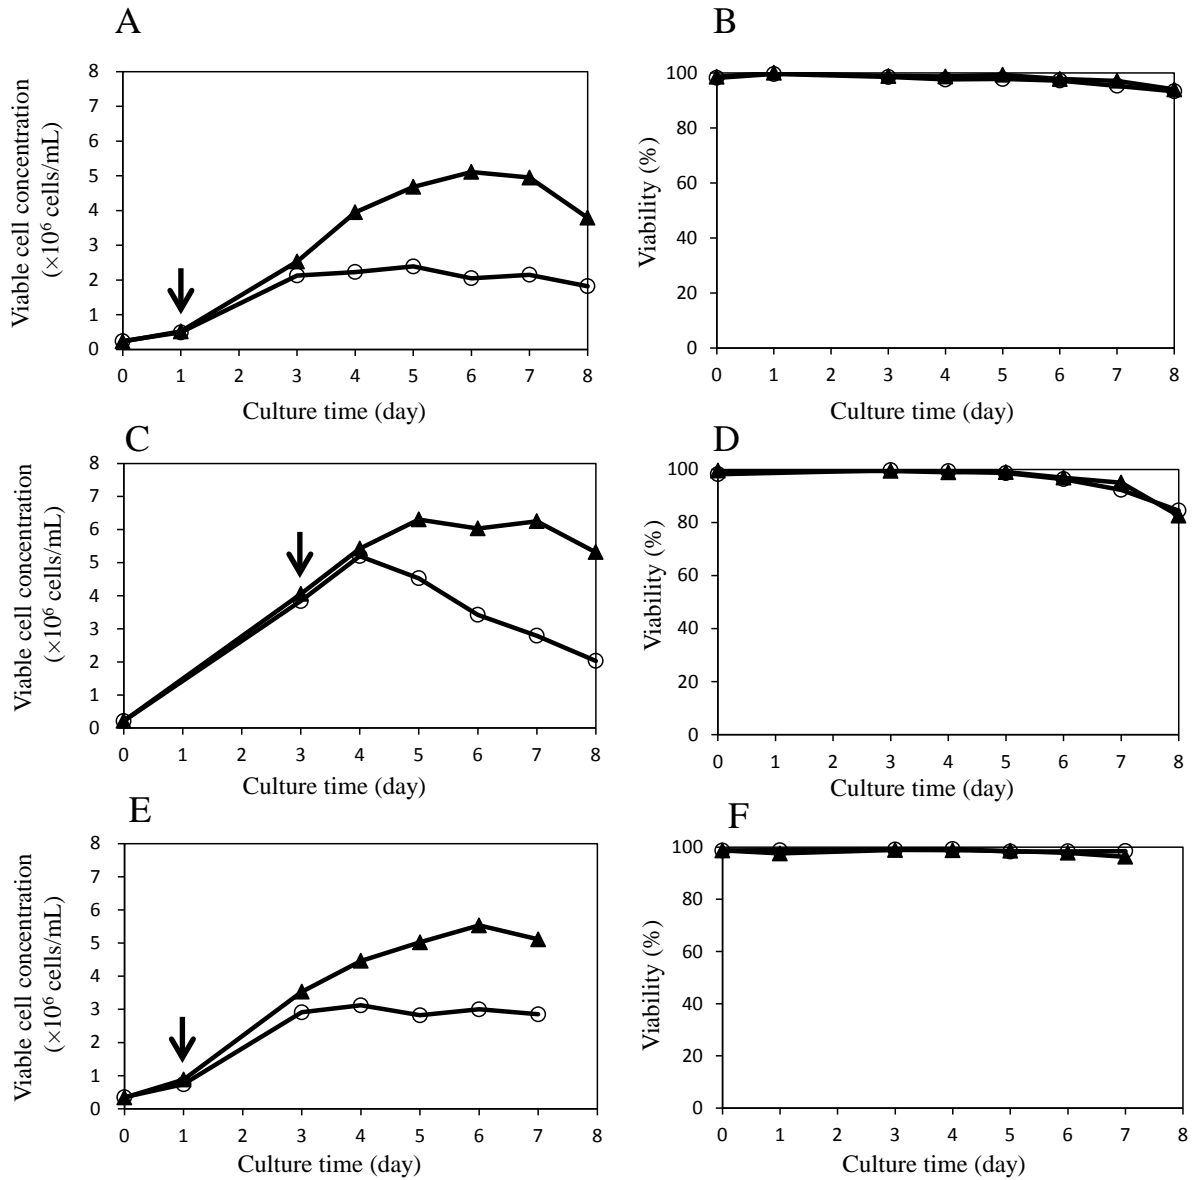 A
Viable cell concentration
(×10⁶ cells/mL)
8
7
6
5
4
3
2
1
0
0 1 2 3 4 5 6 7 8
Culture time (day)
B
Viability (%)
100
80
60
40
20
0
0 1 2 3 4 5 6 7 8
Culture time (day)
C
Viable cell concentration
(×10⁶ cells/mL)
8
7
6
5
4
3
2
1
0
0 1 2 3 4 5 6 7 8
Culture time (day)
D
Viability (%)
100
80
60
40
20
0
0 1 2 3 4 5 6 7 8
Culture time (day)
E
Viable cell concentration
(×10⁶ cells/mL)
8
7
6
5
4
3
2
1
0
0 1 2 3 4 5 6 7 8
Culture time (day)
F
Viability (%)
100
80
60
40
20
0
0 1 2 3 4 5 6 7 8
Culture time (day)